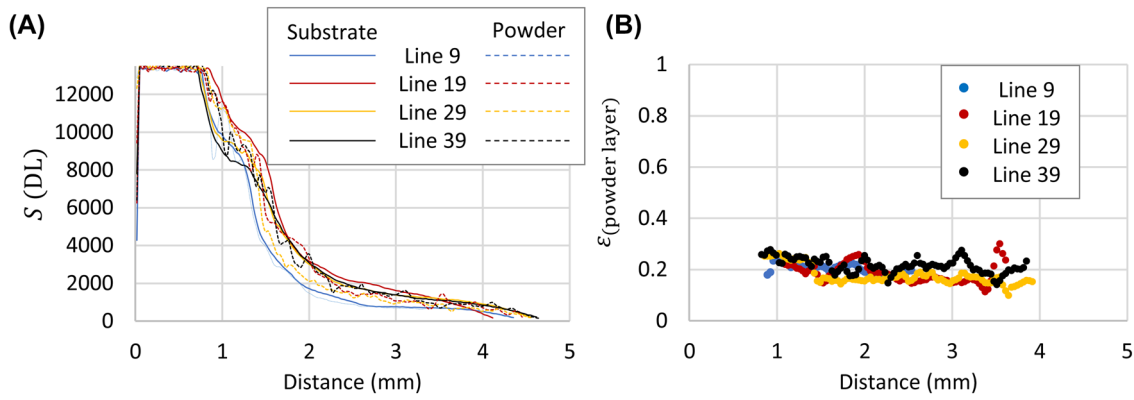 (A)
Substrate Powder
Line 9
Line 19
Line 29
Line 39
12000
10000
8000
6000
4000
2000
0
S (DL)
0 1 2 3 4 5
Distance (mm)
(B)
1
0.8
0.6
0.4
0.2
0
ε(powder layer)
Line 9
Line 19
Line 29
Line 39
0 1 2 3 4 5
Distance (mm)